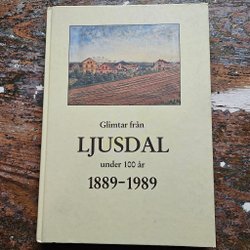 Glimtar från
LJUSDAL
under 100 år
1889-1989